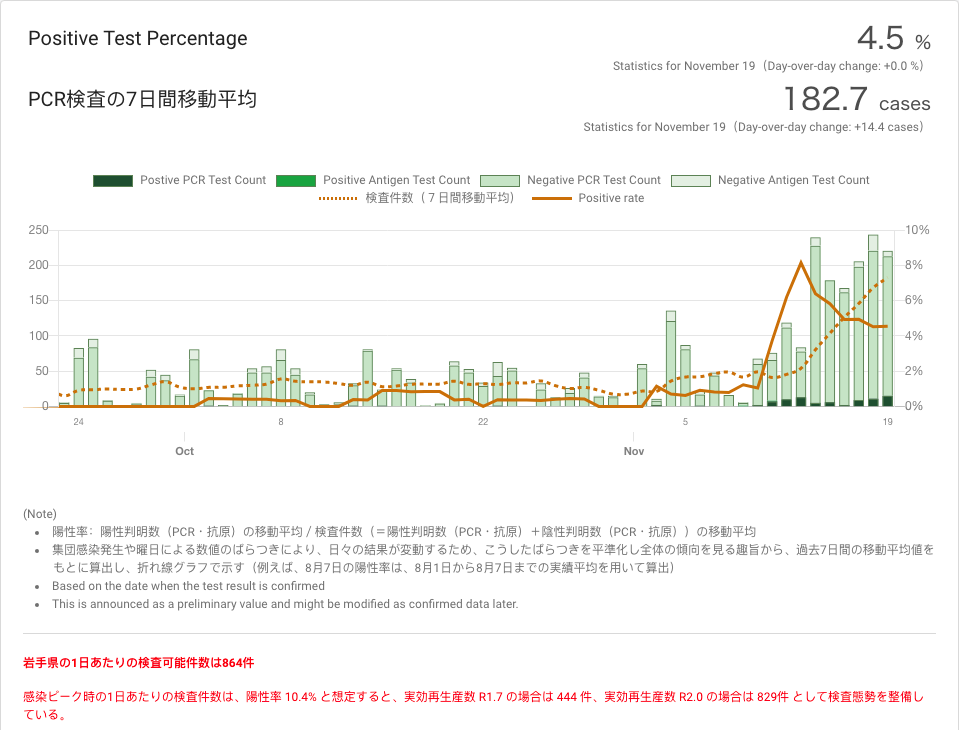 Positive Test Percentage
4.5 %
Statistics for November 19（Day-over-day change: +0.0 %）
PCR検査の7日間移動平均
182.7 cases
Statistics for November 19（Day-over-day change: +14.4 cases）
Postive PCR Test Count Positive Antigen Test Count Negative PCR Test Count Negative Antigen Test Count
検査件数（７日間移動平均） Positive rate
250 10%
200 8%
150 6%
100 4%
50 2%
0 0%
24 8 22 5 19
Oct Nov
(Note)
• 陽性率：陽性判明数（PCR・抗原）の移動平均 / 検査件数（＝陽性判明数（PCR・抗原）＋陰性判明数（PCR・抗原））の移動平均
• 集団感染発生や曜日による数値のばらつきにより、日々の結果が変動するため、こうしたばらつきを平準化し全体の傾向を見る趣旨から、過去7日間の移動平均値を
もとに算出し、折れ線グラフで示す（例えば、8月7日の陽性率は、8月1日から8月7日までの実績平均を用いて算出）
• Based on the date when the test result is confirmed
• This is announced as a preliminary value and might be modified as confirmed data later.
岩手県の1日あたりの検査可能件数は864件
感染ピーク時の1日あたりの検査件数は、陽性率 10.4% と想定すると、実効再生産数 R1.7 の場合は 444 件、実効再生産数 R2.0 の場合は 829件 として検査態勢を整備し
ている。